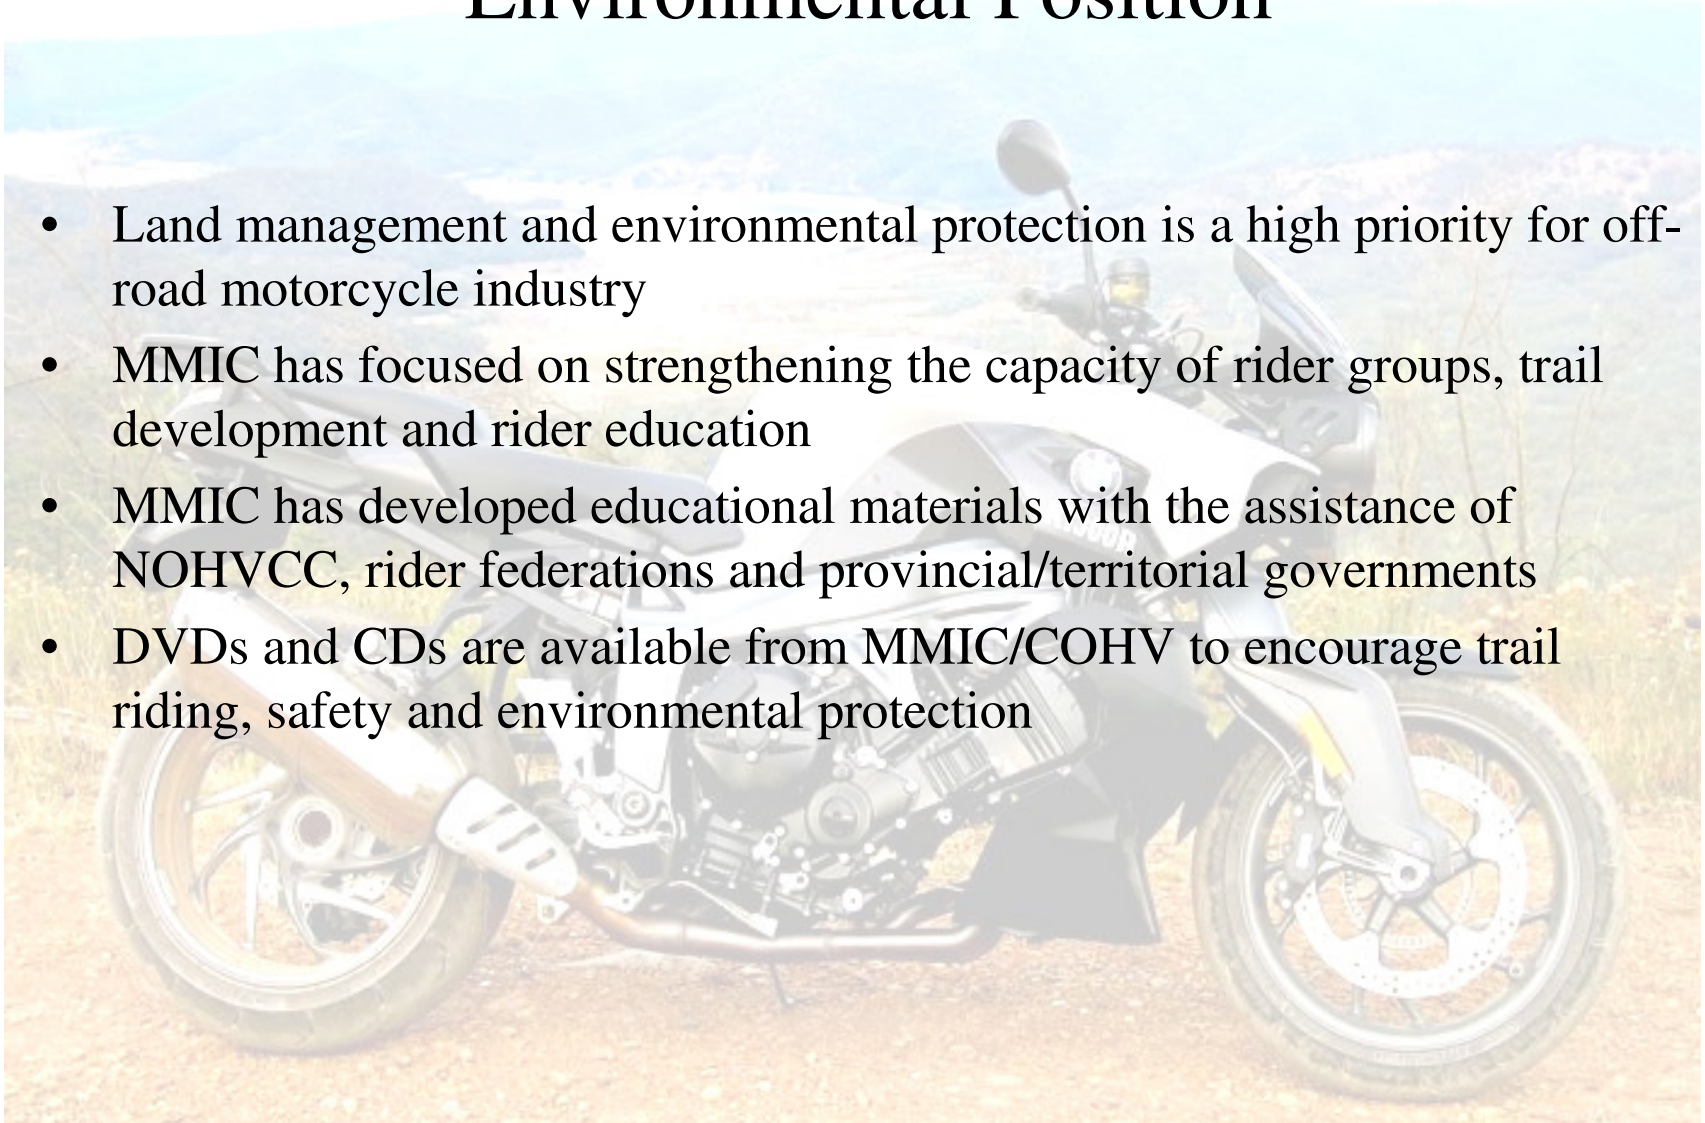 Environmental Position
• Land management and environmental protection is a high priority for off-
road motorcycle industry
• MMIC has focused on strengthening the capacity of rider groups, trail
development and rider education
• MMIC has developed educational materials with the assistance of
NOHVCC, rider federations and provincial/territorial governments
• DVDs and CDs are available from MMIC/COHV to encourage trail
riding, safety and environmental protection